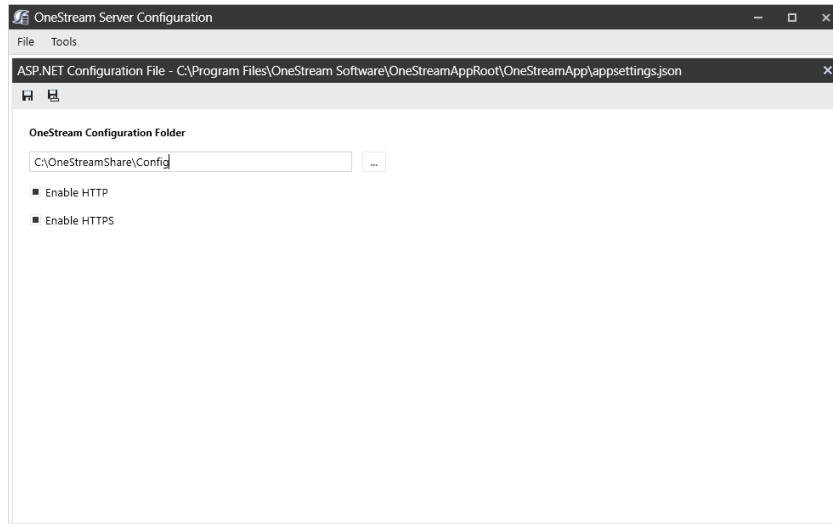 OneStream Server Configuration
File Tools
ASP.NET Configuration File - C:\Program Files\OneStream Software\OneStreamAppRoot\OneStreamApp\appsettings.json
OneStream Configuration Folder
C:\OneStreamShare\Config
...
Enable HTTP
Enable HTTPS